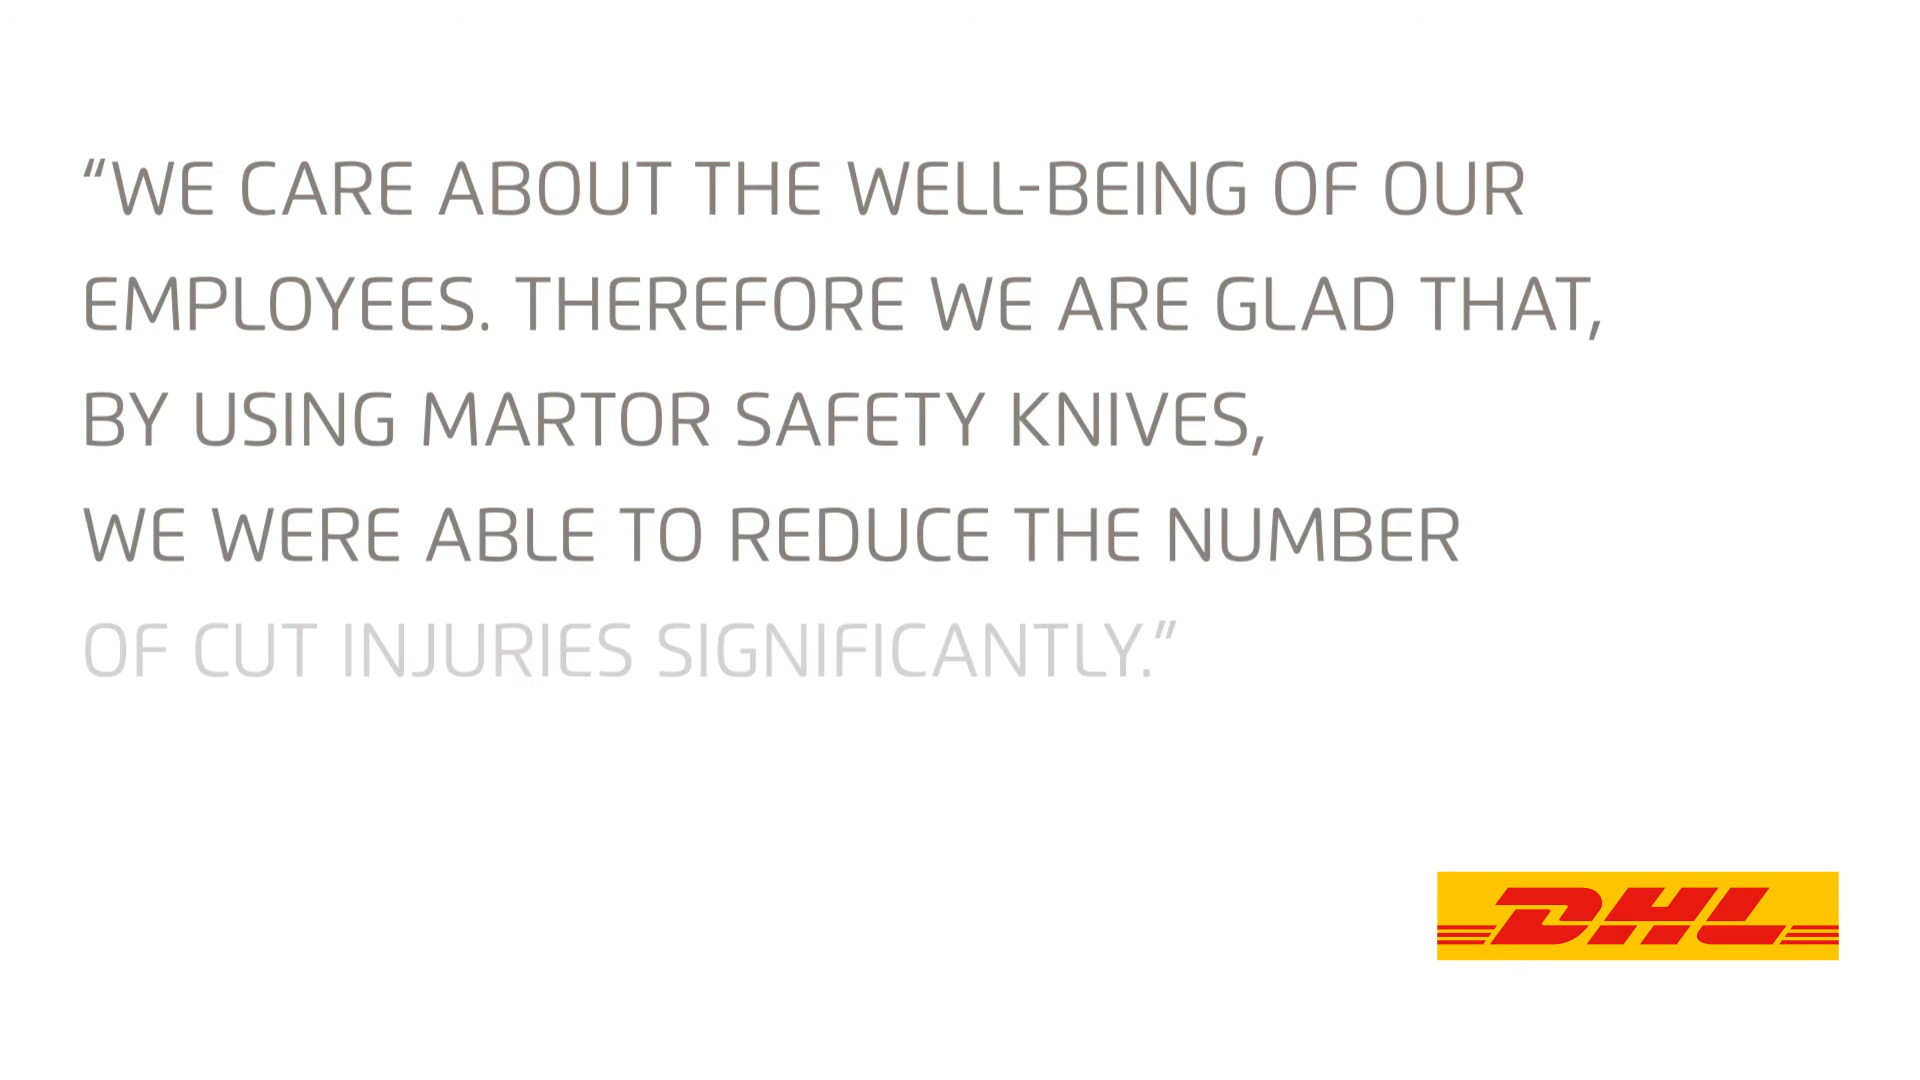 “WE CARE ABOUT THE WELL-BEING OF OUR
EMPLOYEES. THEREFORE WE ARE GLAD THAT,
BY USING MARTOR SAFETY KNIVES,
WE WERE ABLE TO REDUCE THE NUMBER
OF CUT INJURIES SIGNIFICANTLY.”
DHL